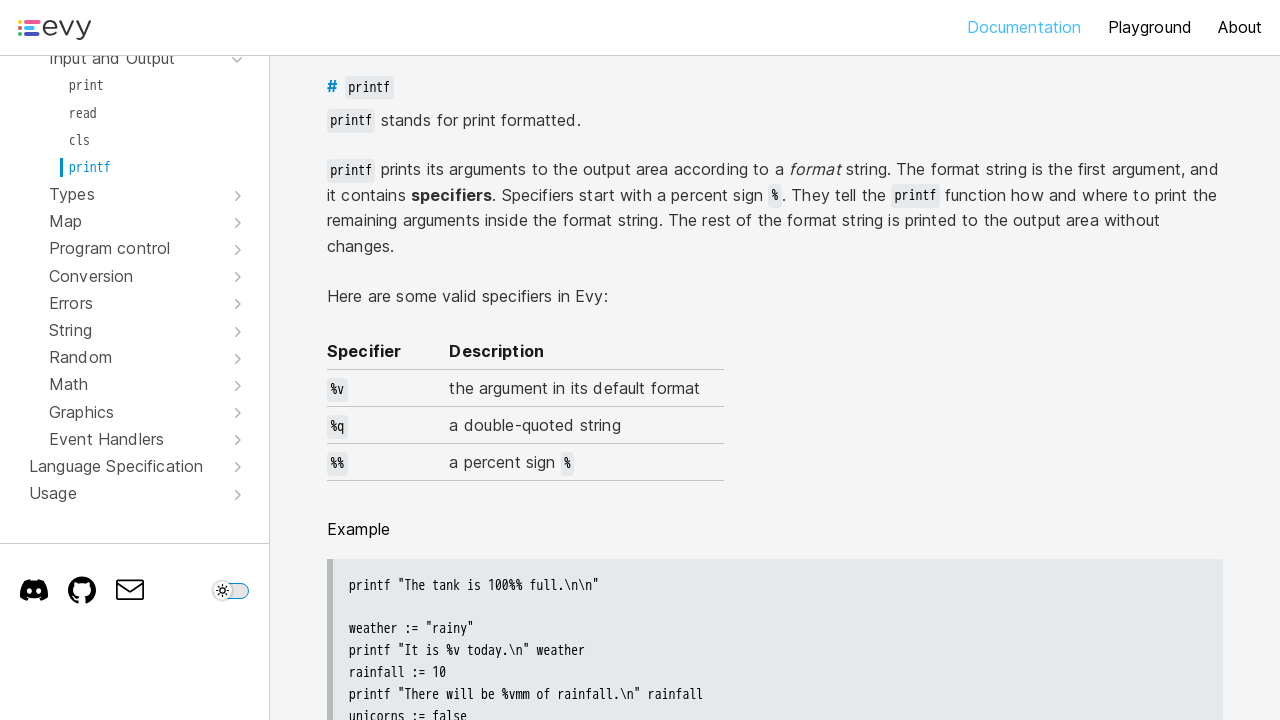 evy
Documentation
Playground
About
Input and Output
print
read
cls
printf
Types
Map
Program control
Conversion
Errors
String
Random
Math
Graphics
Event Handlers
Language Specification
Usage
# printf
printf stands for print formatted.
printf prints its arguments to the output area according to a format string. The format string is the first argument, and
it contains specifiers. Specifiers start with a percent sign %. They tell the printf function how and where to print the
remaining arguments inside the format string. The rest of the format string is printed to the output area without
changes.
Here are some valid specifiers in Evy:
Specifier Description
%v the argument in its default format
%q a double-quoted string
%% a percent sign %
Example
printf "The tank is 100%% full.\n\n"
weather := "rainy"
printf "It is %v today.\n" weather
rainfall := 10
printf "There will be %vmm of rainfall.\n" rainfall
unicorns := false